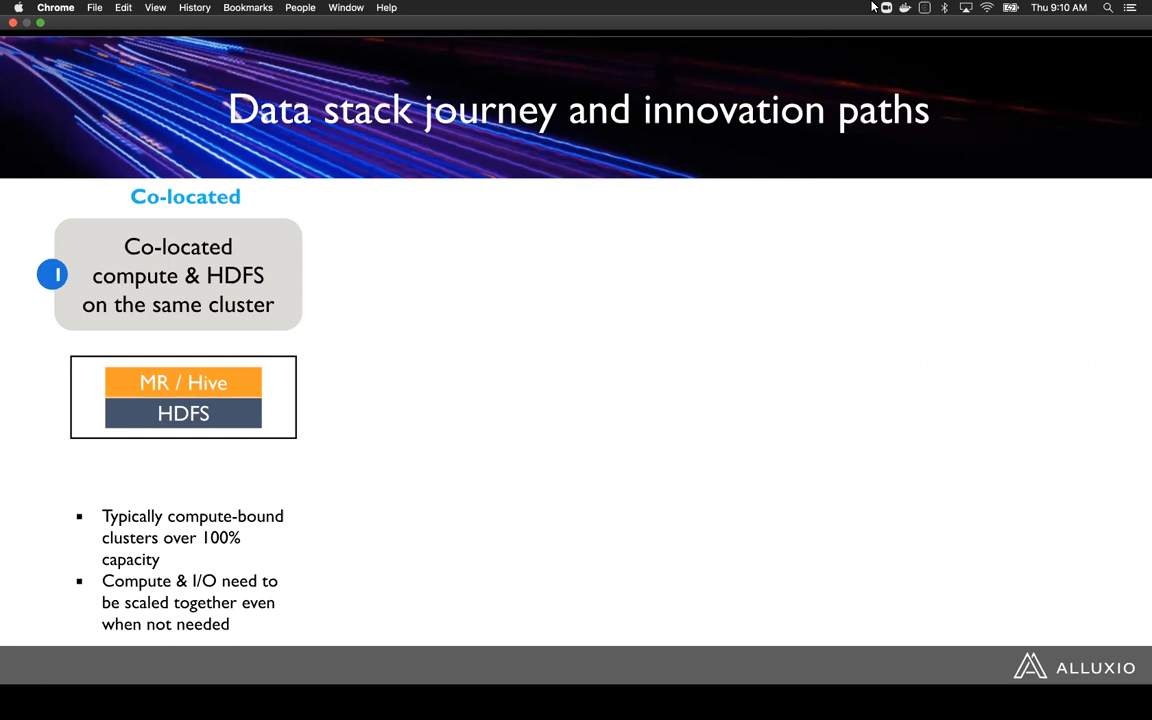 Chrome File Edit View History Bookmarks People Window Help Thu 9:10 AM
Data stack journey and innovation paths
Co-located
Co-located
compute & HDFS
on the same cluster
1
MR / Hive
HDFS
▪ Typically compute-bound
clusters over 100%
capacity
▪ Compute & I/O need to
be scaled together even
when not needed
ALLUXIO